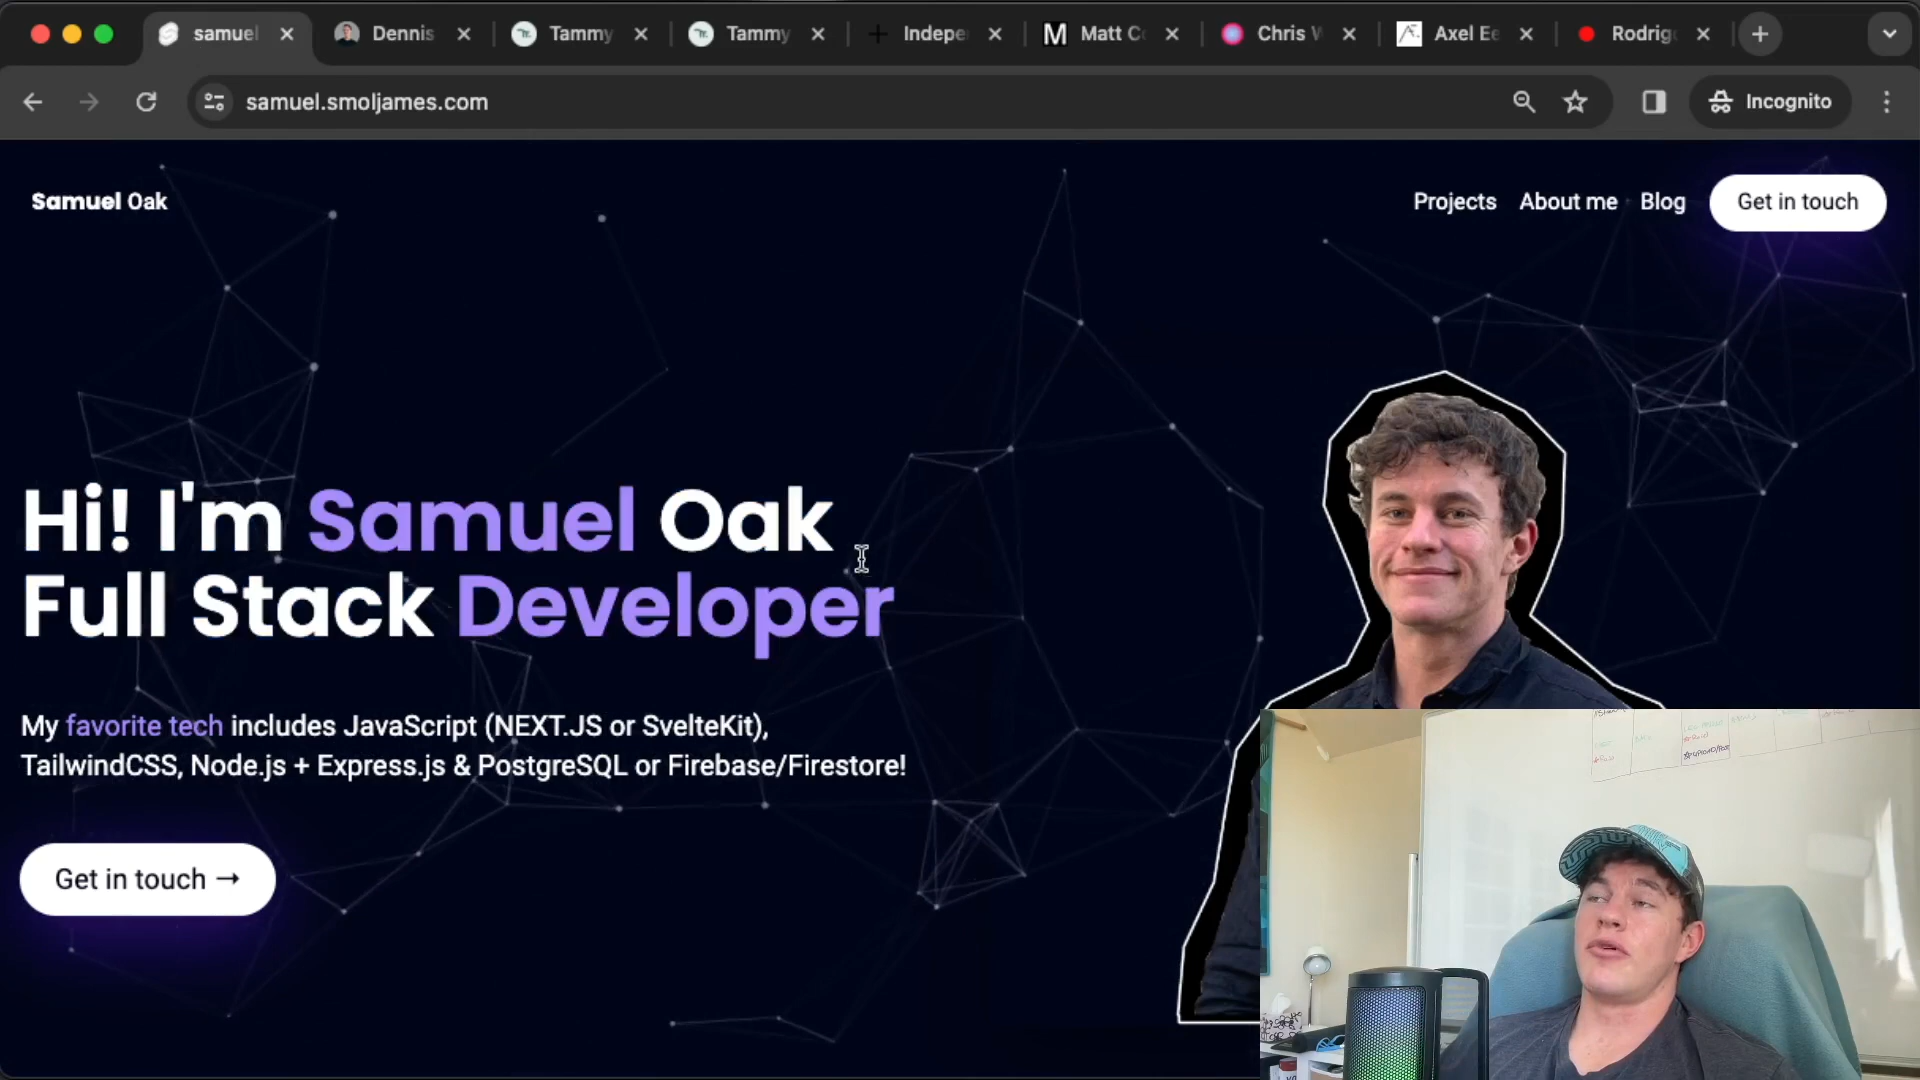 samuel
Dennis
Tammy
Tammy
Indepe
Matt C
Chris
Axel Ee
Rodrig
samuel.smoljames.com
Incognito
Samuel Oak
Projects
About me
Blog
Get in touch
Hi! I'm Samuel Oak
Full Stack Developer
My favorite tech includes JavaScript (NEXT.JS or SvelteKit),
TailwindCSS, Node.js + Express.js & PostgreSQL or Firebase/Firestore!
Get in touch →